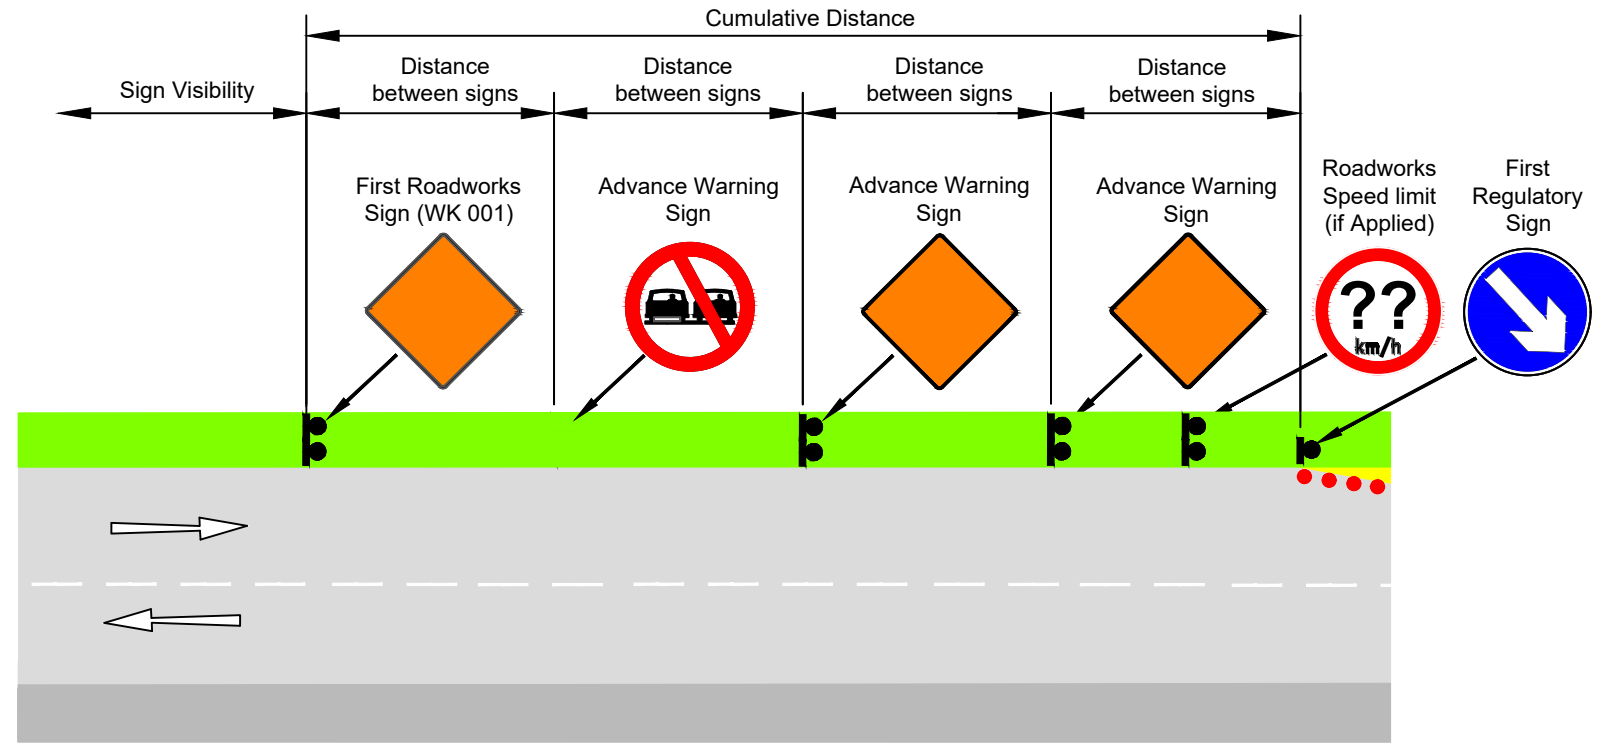 Cumulative Distance
Sign Visibility
Distance
between signs
Distance
between signs
Distance
between signs
Distance
between signs
First Roadworks
Sign (WK 001)
Advance Warning
Sign
Advance Warning
Sign
Advance Warning
Sign
Roadworks
Speed limit
(if Applied)
First
Regulatory
Sign
??
km/h